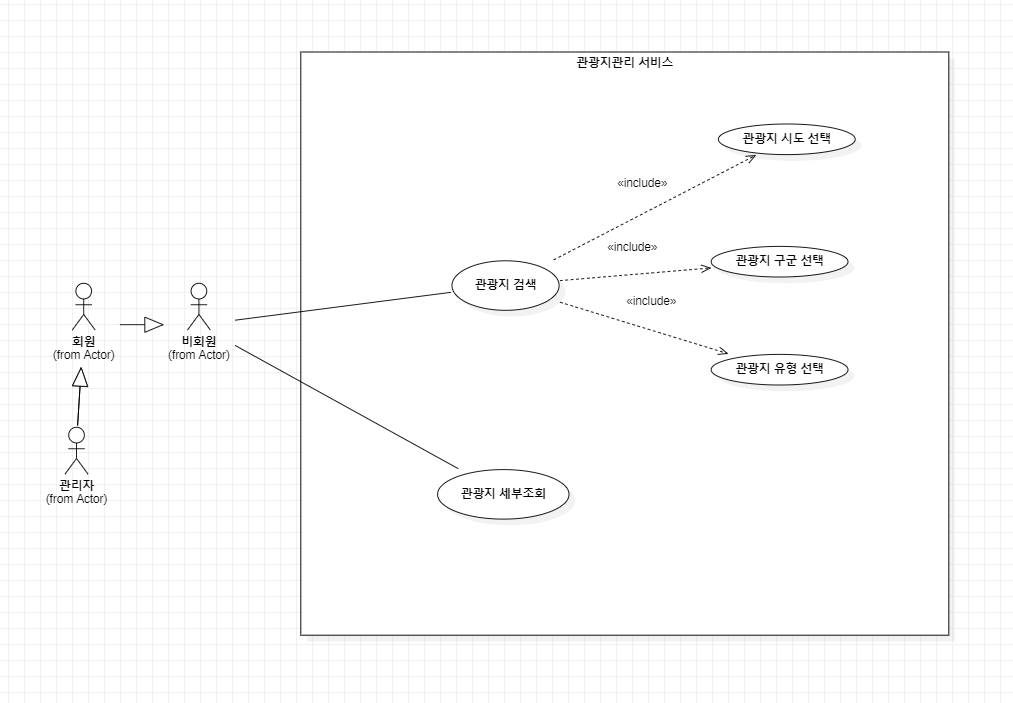 관광지관리 서비스
관광지 시도 선택
«include»
«include»
관광지 구군 선택
관광지 검색
«include»
회원
(from Actor)
비회원
(from Actor)
관광지 유형 선택
관리자
(from Actor)
관광지 세부조회